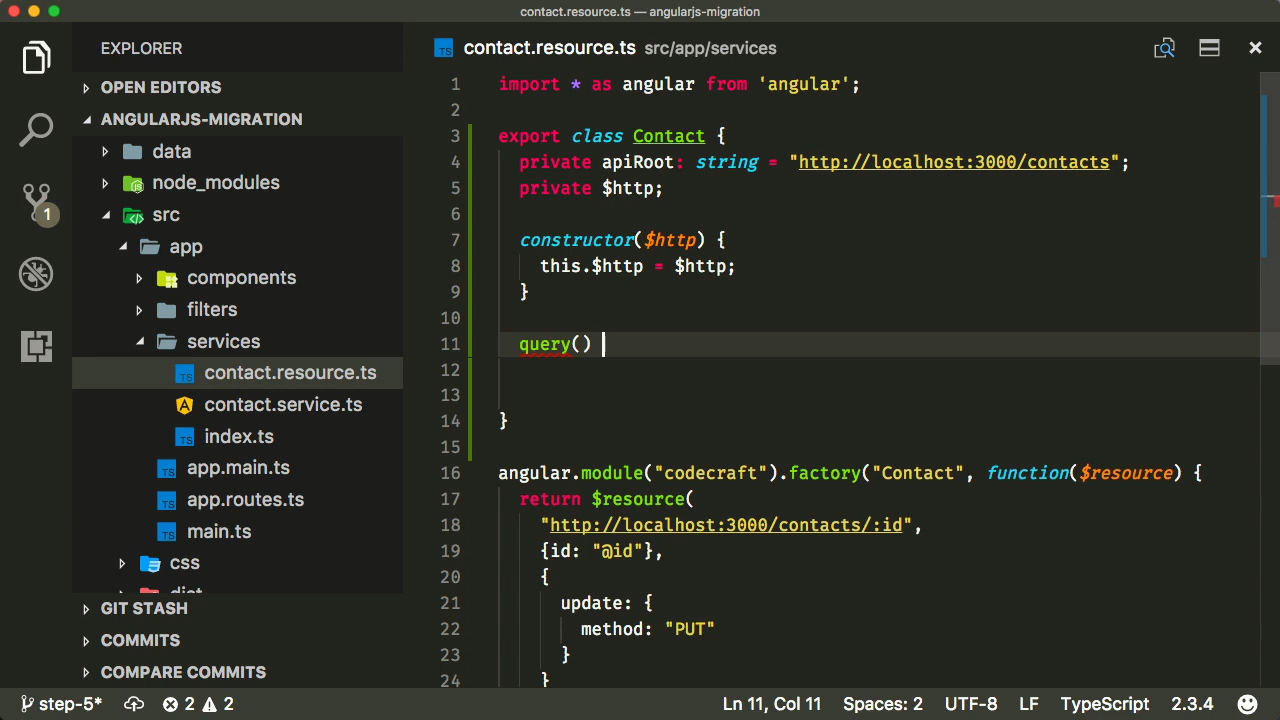 contact.resource.ts — angularjs-migration
EXPLORER
OPEN EDITORS
ANGULARJS-MIGRATION
data
node_modules
src
app
components
filters
services
contact.resource.ts
contact.service.ts
index.ts
app.main.ts
app.routes.ts
main.ts
css
dist
GIT STASH
COMMITS
COMPARE COMMITS
1
contact.resource.ts src/app/services
1 import * as angular from 'angular';
2
3 export class Contact {
4 private apiRoot: string = "http://localhost:3000/contacts";
5 private $http;
6
7 constructor($http) {
8 this.$http = $http;
9 }
10
11 query()
12
13
14 }
15
16 angular.module("codecraft").factory("Contact", function($resource) {
17 return $resource(
18 "http://localhost:3000/contacts/:id",
19 {id: "@id"},
20 {
21 update: {
22 method: "PUT"
23 }
24 }
step-5* 2 2 Ln 11, Col 11 Spaces: 2 UTF-8 LF TypeScript 2.3.4